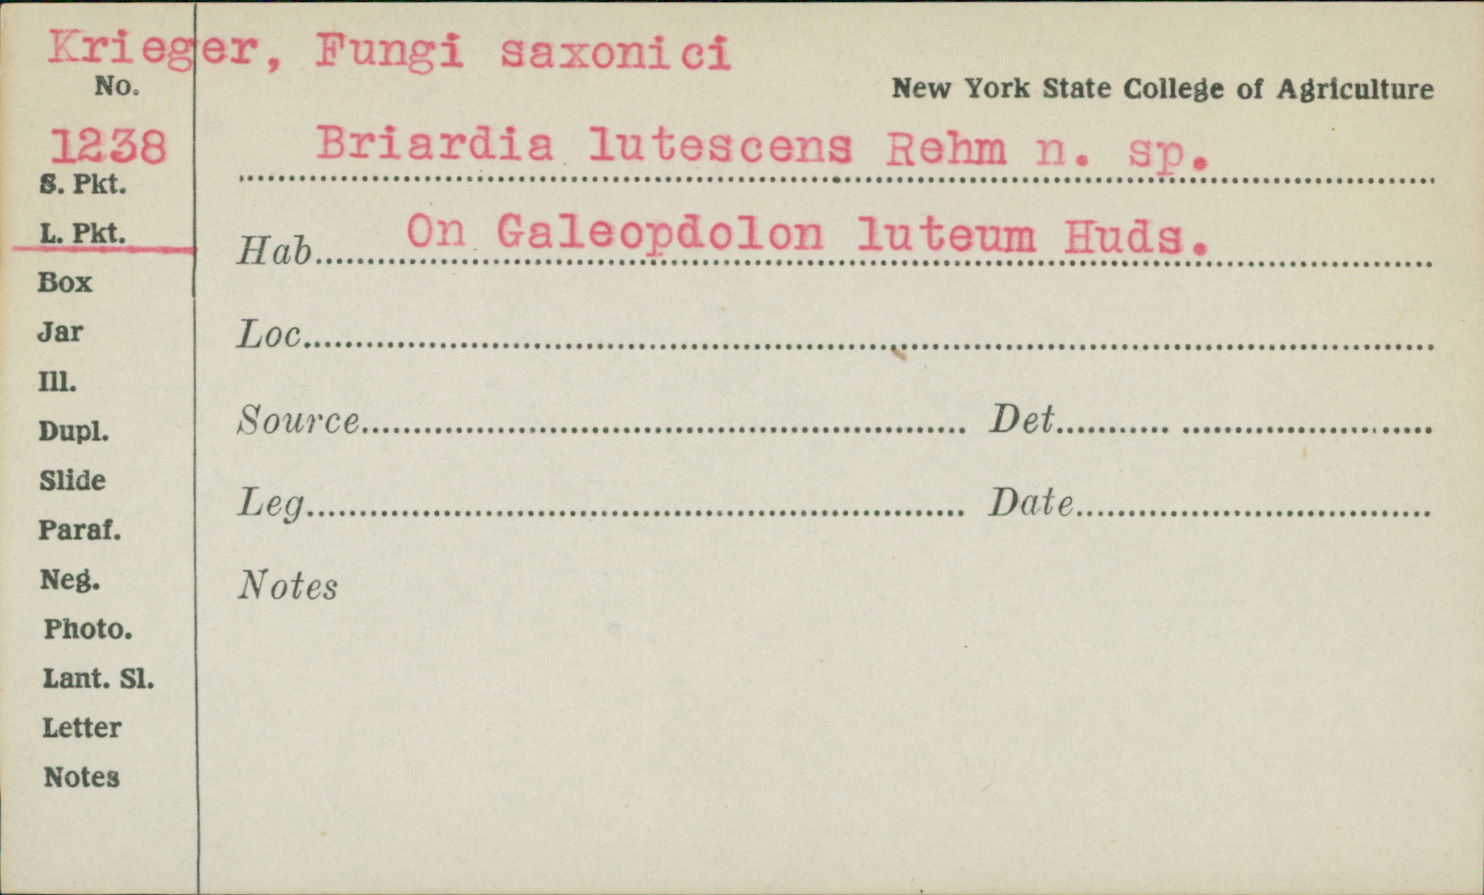 Krieger, Fungi saxonici
No.
New York State College of Agriculture
1238
Briardia lutescens Rehm n. sp.
S. Pkt.
L. Pkt.
Hab. On Galeopdolon luteum Huds.
Box
Loc.
Jar
Ill.
Source Det.
Dupl.
Slide
Leg. Date
Paraf.
Neg.
Notes
Photo.
Lant. Sl.
Letter
Notes